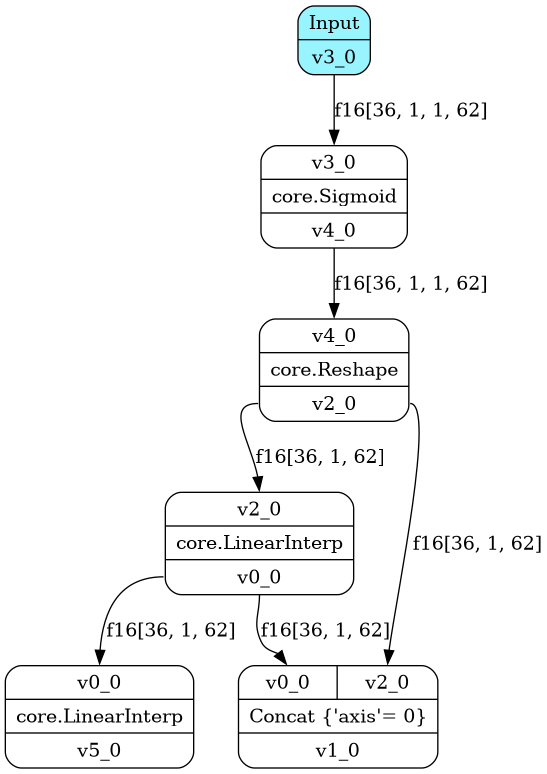 Input
v3_0
f16[36, 1, 1, 62]
v3_0
core.Sigmoid
v4_0
f16[36, 1, 1, 62]
v4_0
core.Reshape
v2_0
f16[36, 1, 62]
v2_0
core.LinearInterp
v0_0
f16[36, 1, 62]
f16[36, 1, 62]
f16[36, 1, 62]
v0_0
core.LinearInterp
v5_0
v0_0 v2_0
Concat {'axis'= 0}
v1_0